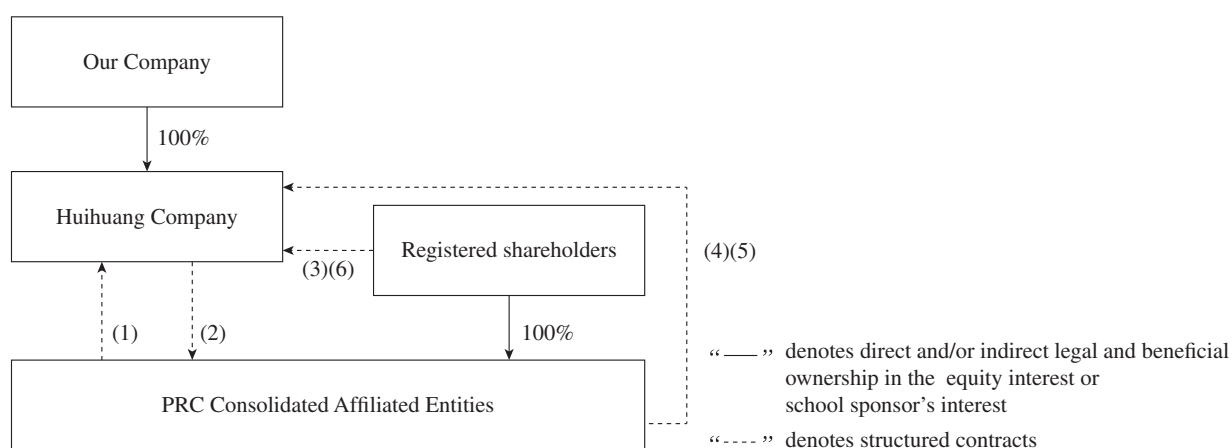 Our Company
100%
Huihuang Company
Registered shareholders
(4)(5)
(3)(6)
(1)
(2)
100%
PRC Consolidated Affiliated Entities
“ —— ” denotes direct and/or indirect legal and beneficial
ownership in the equity interest or
school sponsor’s interest
“ ---- ” denotes structured contracts